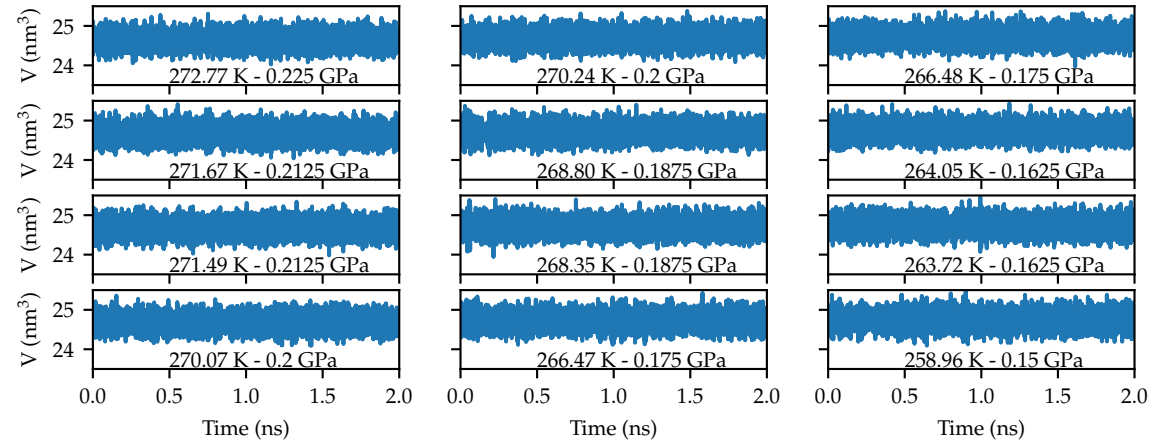 V (nm³)
25
24
272.77 K - 0.225 GPa
270.24 K - 0.2 GPa
266.48 K - 0.175 GPa
V (nm³)
25
24
271.67 K - 0.2125 GPa
268.80 K - 0.1875 GPa
264.05 K - 0.1625 GPa
V (nm³)
25
24
271.49 K - 0.2125 GPa
268.35 K - 0.1875 GPa
263.72 K - 0.1625 GPa
V (nm³)
25
24
270.07 K - 0.2 GPa
266.47 K - 0.175 GPa
258.96 K - 0.15 GPa
0.0 0.5 1.0 1.5 2.0
0.0 0.5 1.0 1.5 2.0
0.0 0.5 1.0 1.5 2.0
Time (ns)
Time (ns)
Time (ns)